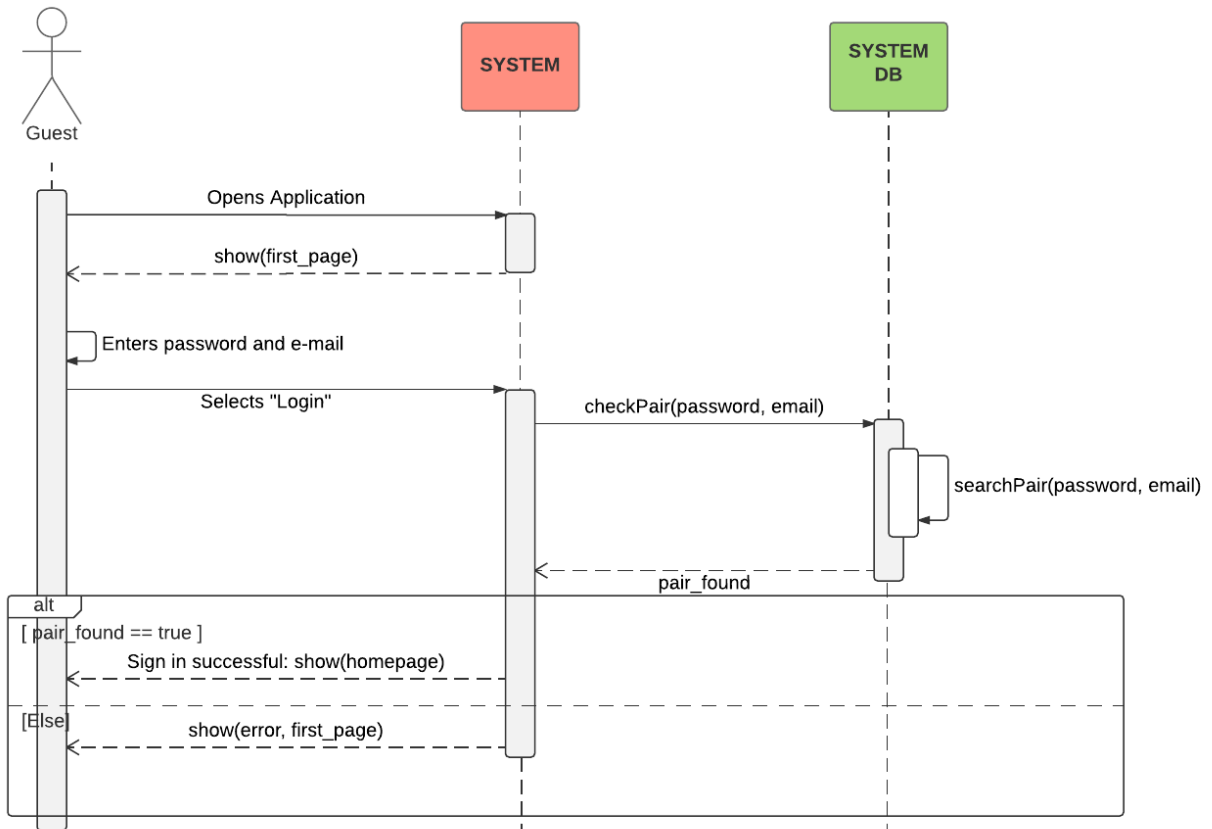 SYSTEM
SYSTEM
DB
Guest
Opens Application
show(first_page)
Enters password and e-mail
Selects "Login"
checkPair(password, email)
searchPair(password, email)
pair_found
alt
[ pair_found == true ]
Sign in successful: show(homepage)
[Else]
show(error, first_page)